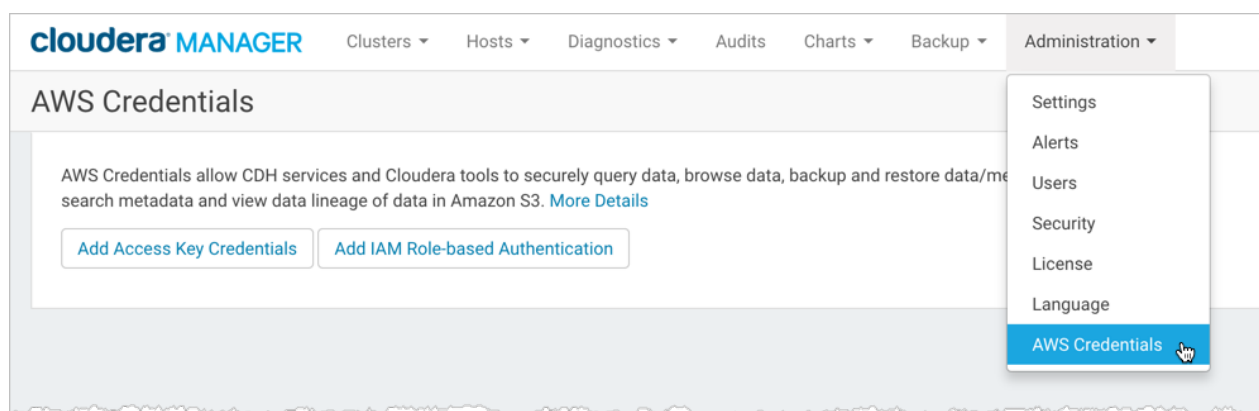 cloudera MANAGER Clusters Hosts Diagnostics Audits Charts Backup Administration
AWS Credentials
Settings
Alerts
Users
Security
License
Language
AWS Credentials
AWS Credentials allow CDH services and Cloudera tools to securely query data, browse data, backup and restore
search metadata and view data lineage of data in Amazon S3. More Details
Add Access Key Credentials Add IAM Role-based Authentication